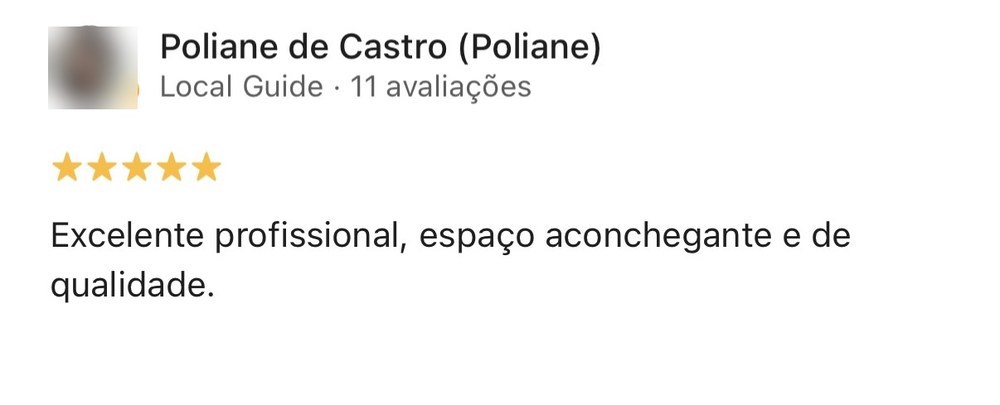 Poliane de Castro (Poliane)
Local Guide · 11 avaliações
Excelente profissional, espaço aconchegante e de
qualidade.